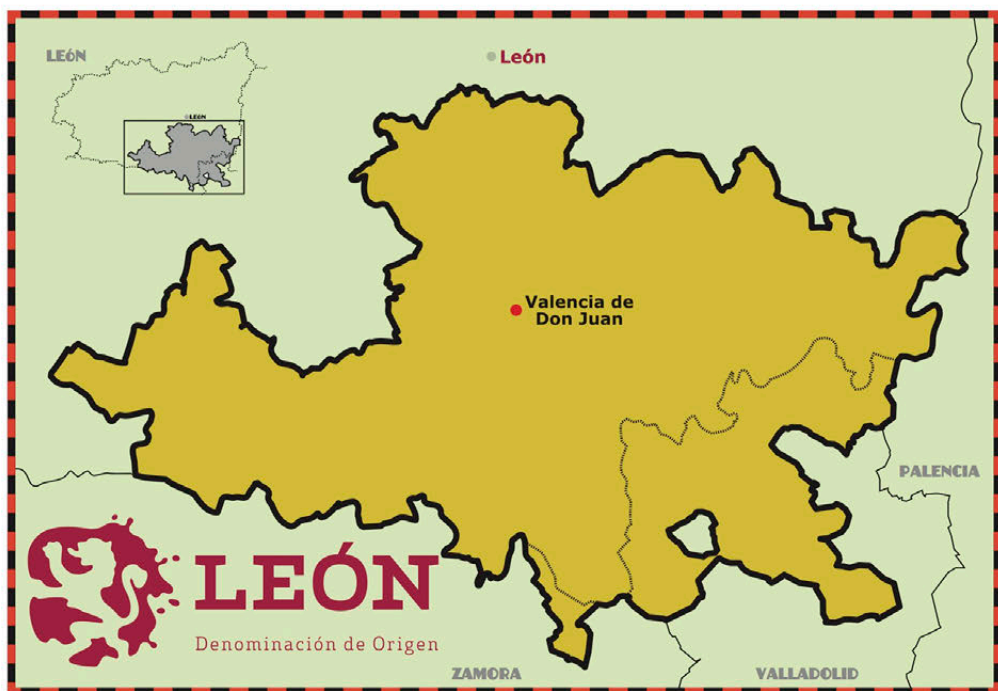 LEÓN
León
LEÓN
Valencia de
Don Juan
PALENCIA
LEÓN
Denominación de Origen
ZAMORA
VALLADOLID